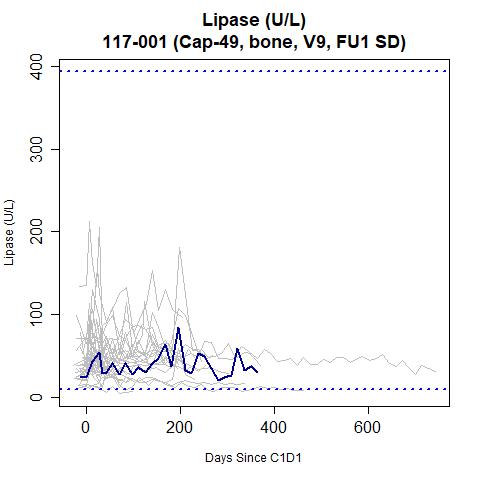 Lipase (U/L)
117-001 (Cap-49, bone, V9, FU1 SD)
400
300
200
100
0
Lipase (U/L)
0 200 400 600
Days Since C1D1